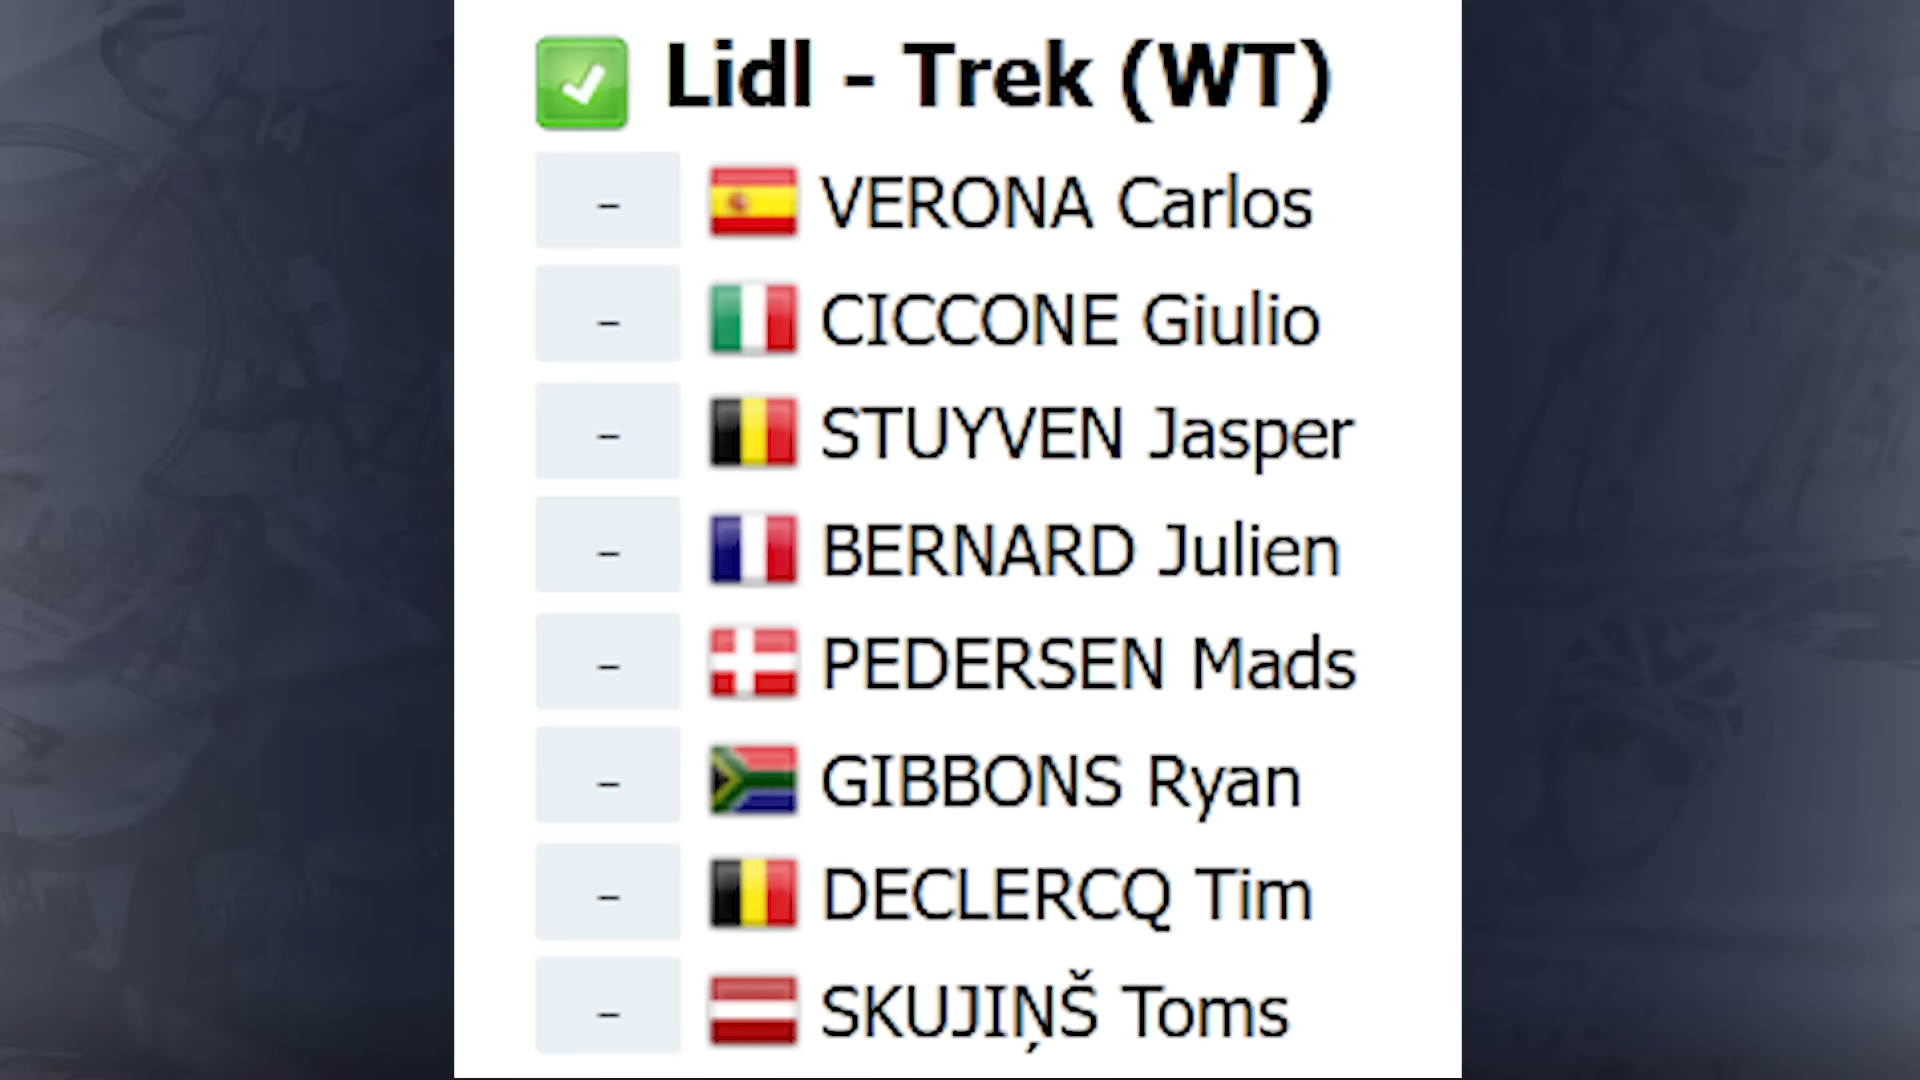 Lidl - Trek (WT)
- VERONA Carlos
- CICCONE Giulio
- STUYVEN Jasper
- BERNARD Julien
- PEDERSEN Mads
- GIBBONS Ryan
- DECLERCQ Tim
- SKUJIŅŠ Toms